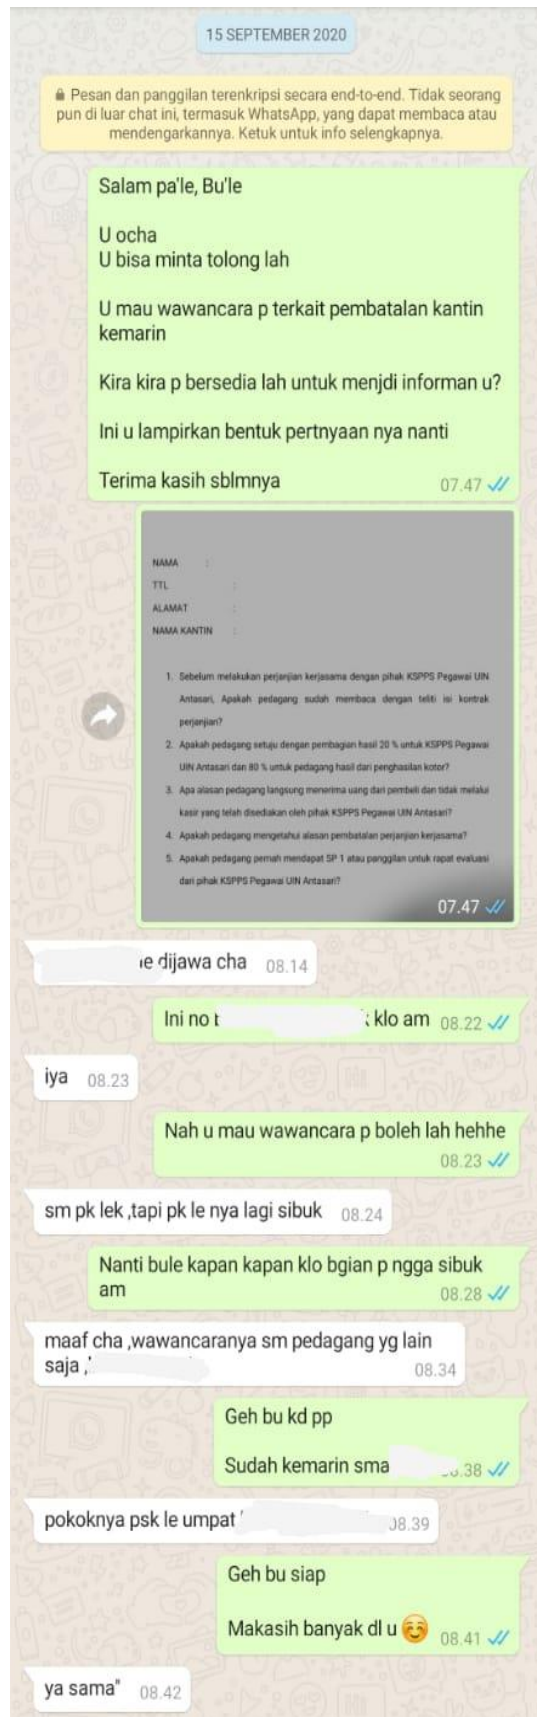 15 SEPTEMBER 2020
Pesan dan panggilan terenkripsi secara end-to-end. Tidak seorang
pun di luar chat ini, termasuk WhatsApp, yang dapat membaca atau
mendengarkannya. Ketuk untuk info selengkapnya.
Salam pa'le, Bu'le
U ocha
U bisa minta tolong lah
U mau wawancara p terkait pembatalan kantin
kemarin
Kira kira p bersedia lah untuk menjdi informan u?
Ini u lampirkan bentuk pertnyaan nya nanti
Terima kasih sblmnya
07.47
NAMA :
TTL :
ALAMAT :
NAMA KANTIN :
1. Sebelum melakukan perjanjian kerjasama dengan pihak KSPPS Pegawai UIN
Antasari, Apakah pedagang sudah membaca dengan teliti isi kontrak
perjanjian?
2. Apakah pedagang setuju dengan pembagian hasil 20 % untuk KSPPS Pegawai
UIN Antasari dan 80 % untuk pedagang hasil dari penghasilan kotor?
3. Apa alasan pedagang langsung menerima uang dari pembeli dan tidak melalui
kasir yang telah disediakan oleh pihak KSPPS Pegawai UIN Antasari?
4. Apakah pedagang mengetahui alasan pembatalan perjanjian kerjasama?
5. Apakah pedagang pernah mendapat SP 1 atau panggilan untuk rapat evaluasi
dari pihak KSPPS Pegawai UIN Antasari?
07.47
dijawa cha 08.14
Ini no klo am 08.22
iya 08.23
Nah u mau wawancara p boleh lah hehhe
08.23
sm pk lek ,tapi pk le nya lagi sibuk 08.24
Nanti bule kapan kapan klo bgian p ngga sibuk
am 08.28
maaf cha ,wawancaranya sm pedagang yg lain
saja , 08.34
Geh bu kd pp
Sudah kemarin sma
pokoknya psk le umpat
Geh bu siap
Makasih banyak dl u ☺️ 08.41
ya sama" 08.42